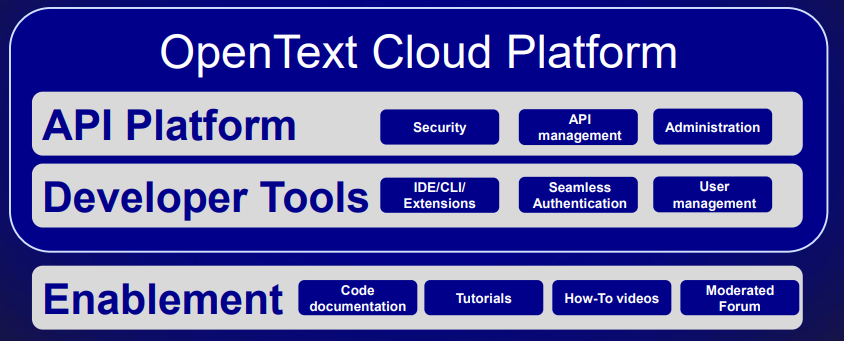 OpenText Cloud Platform
API Platform
Security
API
management
Administration
Developer Tools
IDE/CLI/
Extensions
Seamless
Authentication
User
management
Enablement
Code
documentation
Tutorials
How-To videos
Moderated
Forum